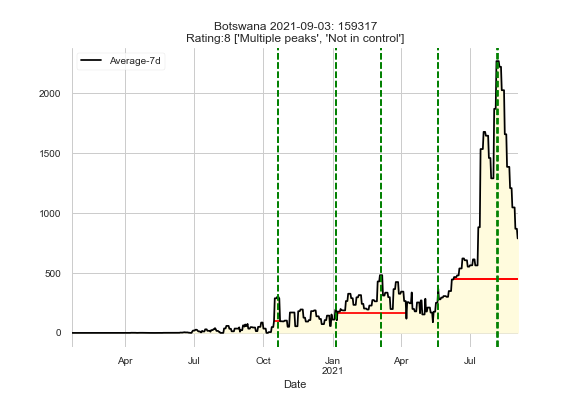 Botswana 2021-09-03: 159317
Rating:8 ['Multiple peaks', 'Not in control']
Average-7d
2000
1500
1000
500
0
Apr Jul Oct Jan Apr Jul
2021
Date